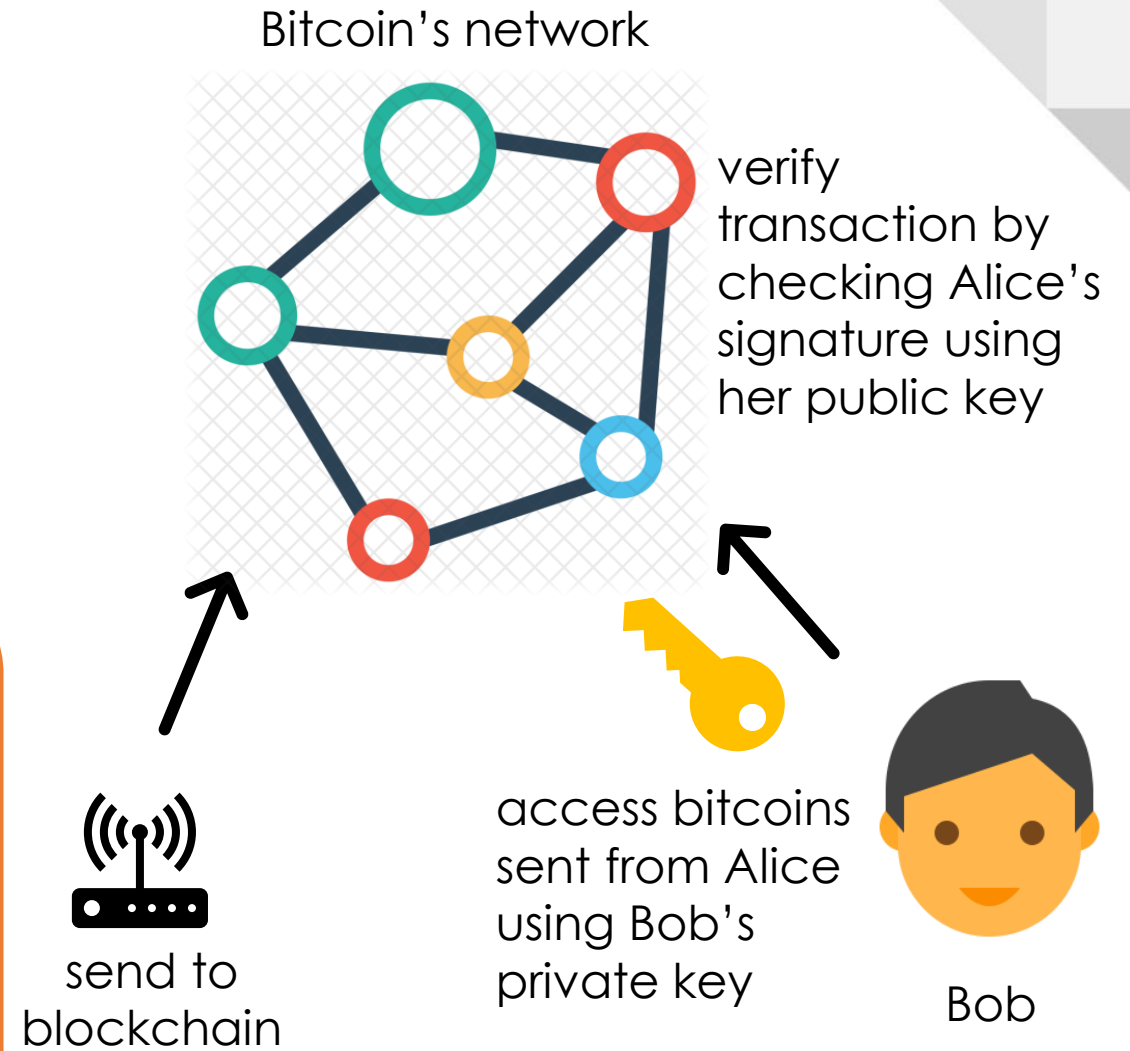 Bitcoin’s network
verify
transaction by
checking Alice’s
signature using
her public key
access bitcoins
sent from Alice
using Bob’s
private key
send to
blockchain
Bob